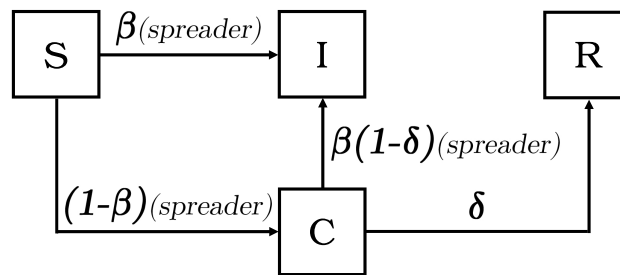 S
β(spreader)
I
R
β(1-δ)(spreader)
(1-β)(spreader)
C
δ